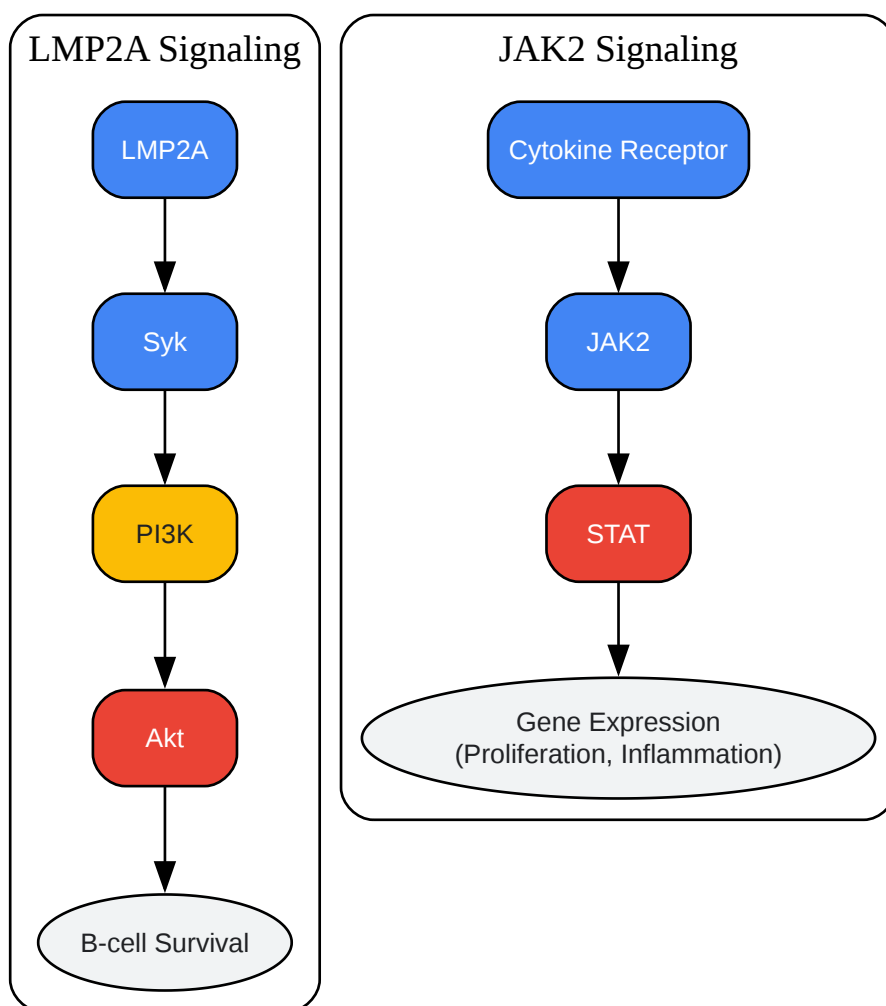 LMP2A Signaling
LMP2A
Syk
PI3K
Akt
B-cell Survival
JAK2 Signaling
Cytokine Receptor
JAK2
STAT
Gene Expression
(Proliferation, Inflammation)